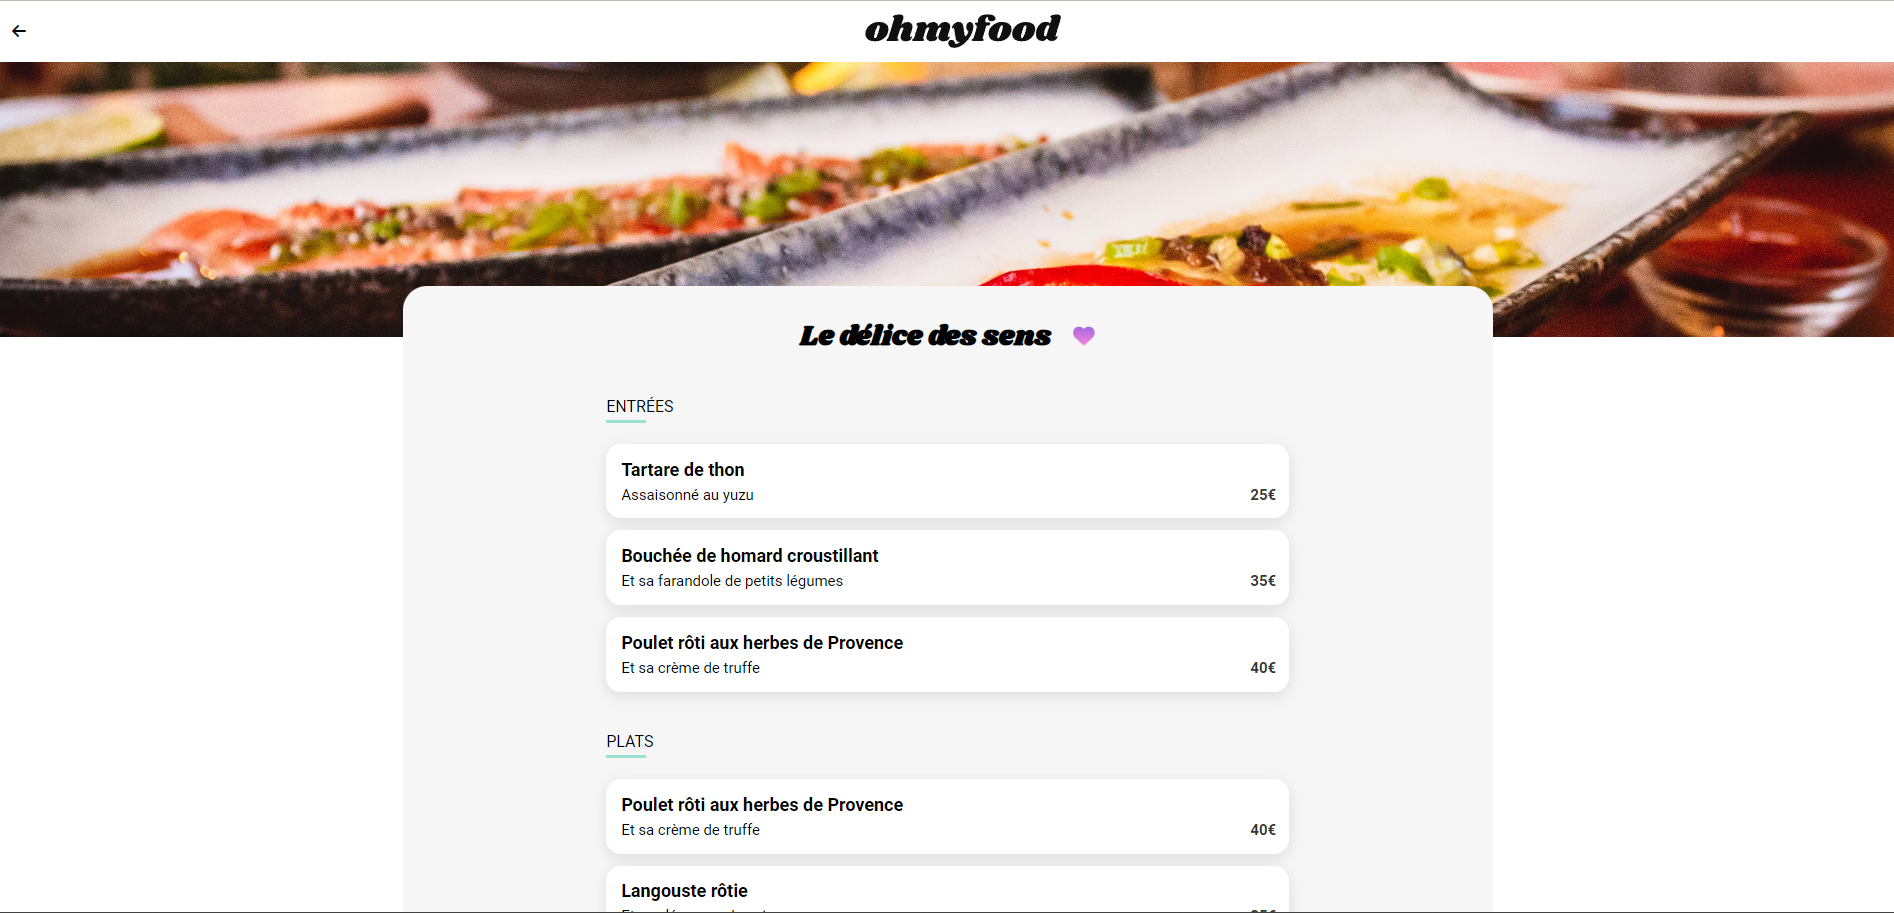 ohmyfood
Le délice des sens
ENTRÉES
Tartare de thon
Assaisonné au yuzu
25€
Bouchée de homard croustillant
Et sa farandole de petits légumes
35€
Poulet rôti aux herbes de Provence
Et sa crème de truffe
40€
PLATS
Poulet rôti aux herbes de Provence
Et sa crème de truffe
40€
Langouste rôtie